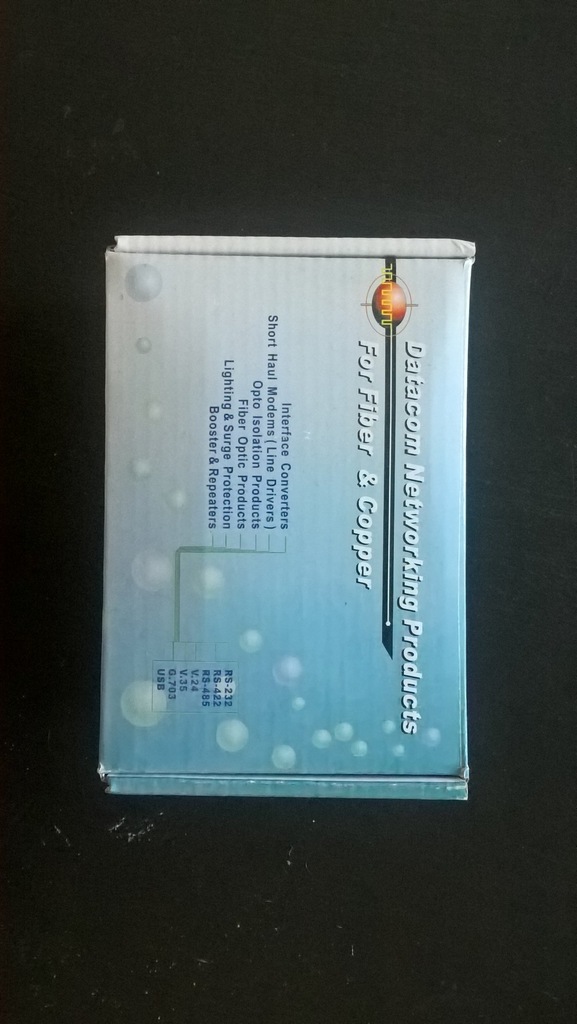 Datacom Networking Products
For Fiber & Copper
Interface Converters
Short Haul Modems ( Line Drivers )
Opto Isolation Products
Fiber Optic Products
Lighting & Surge Protection
Booster & Repeaters
RS-232
RS-422
RS-485
V.24
V.35
G.703
USB